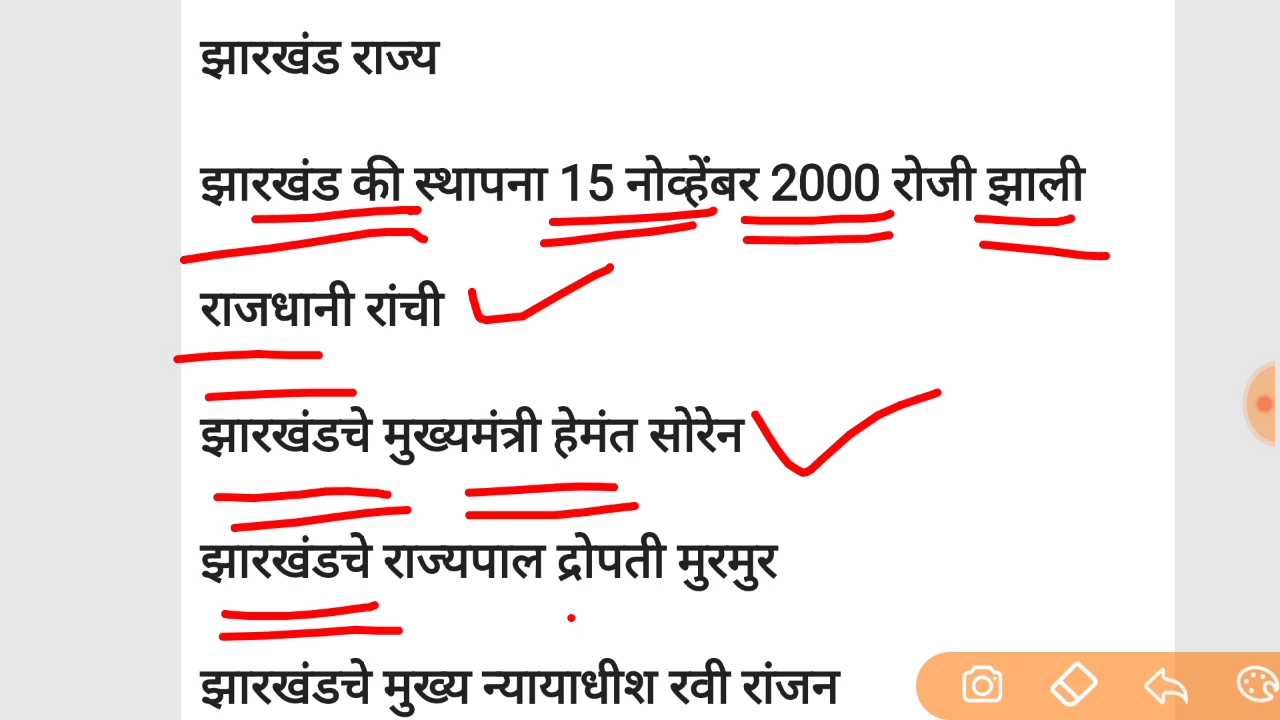 झारखंड राज्य
झारखंड की स्थापना 15 नोव्हेंबर 2000 रोजी झाली
राजधानी रांची
झारखंडचे मुख्यमंत्री हेमंत सोरेन
झारखंडचे राज्यपाल द्रोपती मुरमुर
झारखंडचे मुख्य न्यायाधीश रवी रांजन